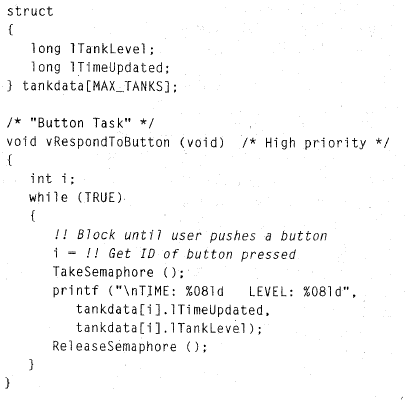 struct
{
long lTankLevel;
long lTimeUpdated;
} tankdata[MAX_TANKS];
/* "Button Task" */
void vRespondToButton (void) /* High priority */
{
int i;
while (TRUE)
{
!! Block until user pushes a button
i = !! Get ID of button pressed
TakeSemaphore ();
printf ("\nTIME: %08ld LEVEL: %08ld",
tankdata[i].lTimeUpdated,
tankdata[i].lTankLevel);
ReleaseSemaphore ();
}
}